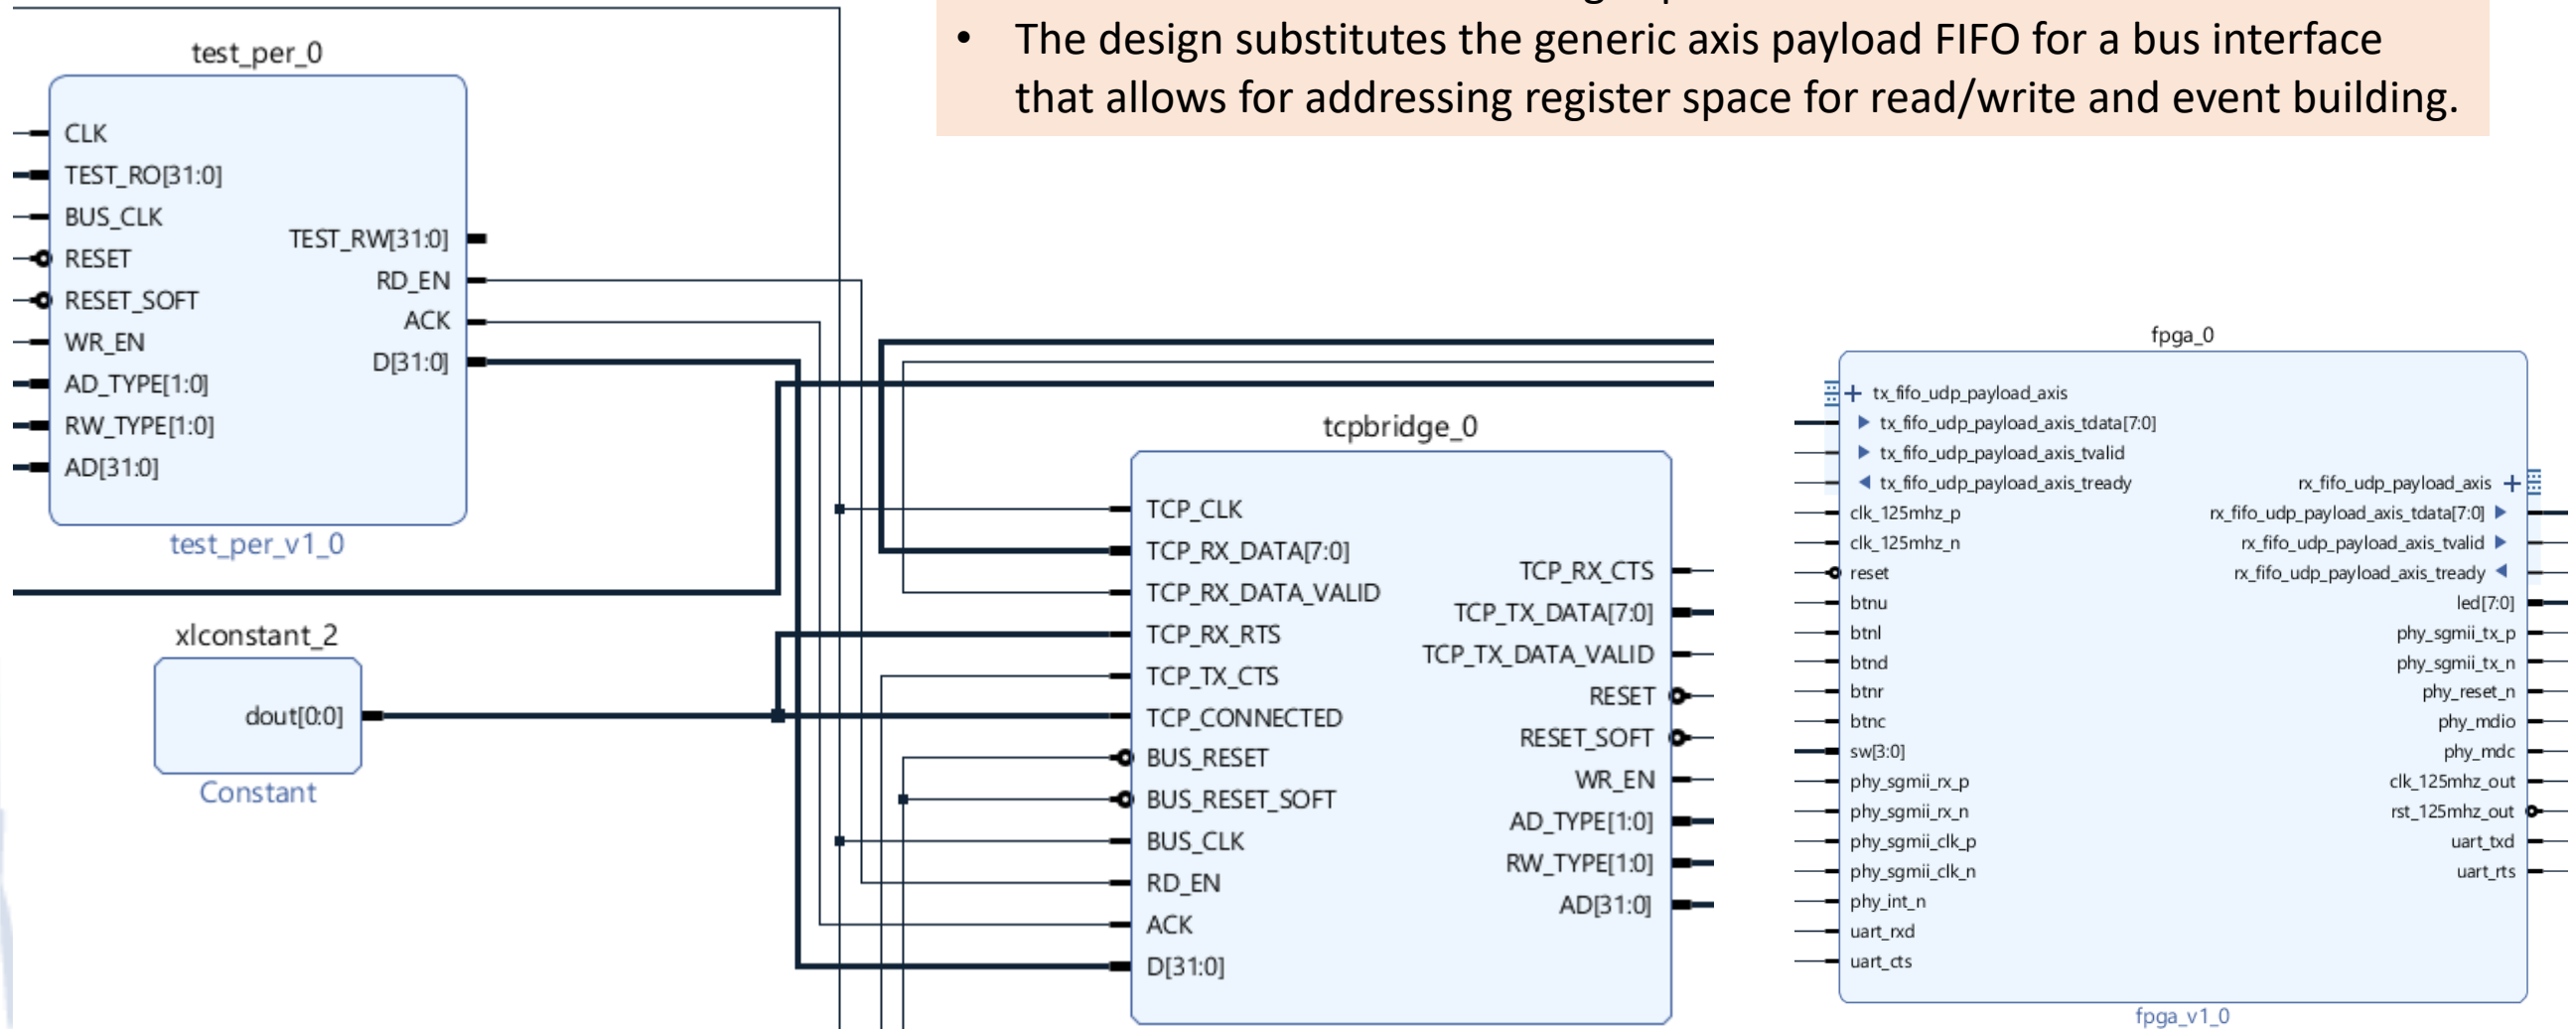 • The design substitutes the generic axis payload FIFO for a bus interface
that allows for addressing register space for read/write and event building.
test_per_0
CLK
TEST_RO[31:0]
BUS_CLK
RESET
RESET_SOFT
WR_EN
AD_TYPE[1:0]
RW_TYPE[1:0]
AD[31:0]
TEST_RW[31:0]
RD_EN
ACK
D[31:0]
test_per_v1_0
xlconstant_2
dout[0:0]
Constant
tcpbridge_0
TCP_CLK
TCP_RX_DATA[7:0]
TCP_RX_DATA_VALID
TCP_RX_RTS
TCP_TX_CTS
TCP_CONNECTED
BUS_RESET
BUS_RESET_SOFT
BUS_CLK
RD_EN
ACK
D[31:0]
TCP_RX_CTS
TCP_TX_DATA[7:0]
TCP_TX_DATA_VALID
RESET
RESET_SOFT
WR_EN
AD_TYPE[1:0]
RW_TYPE[1:0]
AD[31:0]
fpga_0
tx_fifo_udp_payload_axis
tx_fifo_udp_payload_axis_tdata[7:0]
tx_fifo_udp_payload_axis_tvalid
tx_fifo_udp_payload_axis_tready
clk_125mhz_p
clk_125mhz_n
reset
btnu
btnl
btnd
btnr
btnc
sw[3:0]
phy_sgmii_rx_p
phy_sgmii_rx_n
phy_sgmii_clk_p
phy_sgmii_clk_n
phy_int_n
uart_rxd
uart_cts
rx_fifo_udp_payload_axis
rx_fifo_udp_payload_axis_tdata[7:0]
rx_fifo_udp_payload_axis_tvalid
rx_fifo_udp_payload_axis_tready
led[7:0]
phy_sgmii_tx_p
phy_sgmii_tx_n
phy_reset_n
phy_mdio
phy_mdc
clk_125mhz_out
rst_125mhz_out
uart_txd
uart_rts
fpga_v1_0